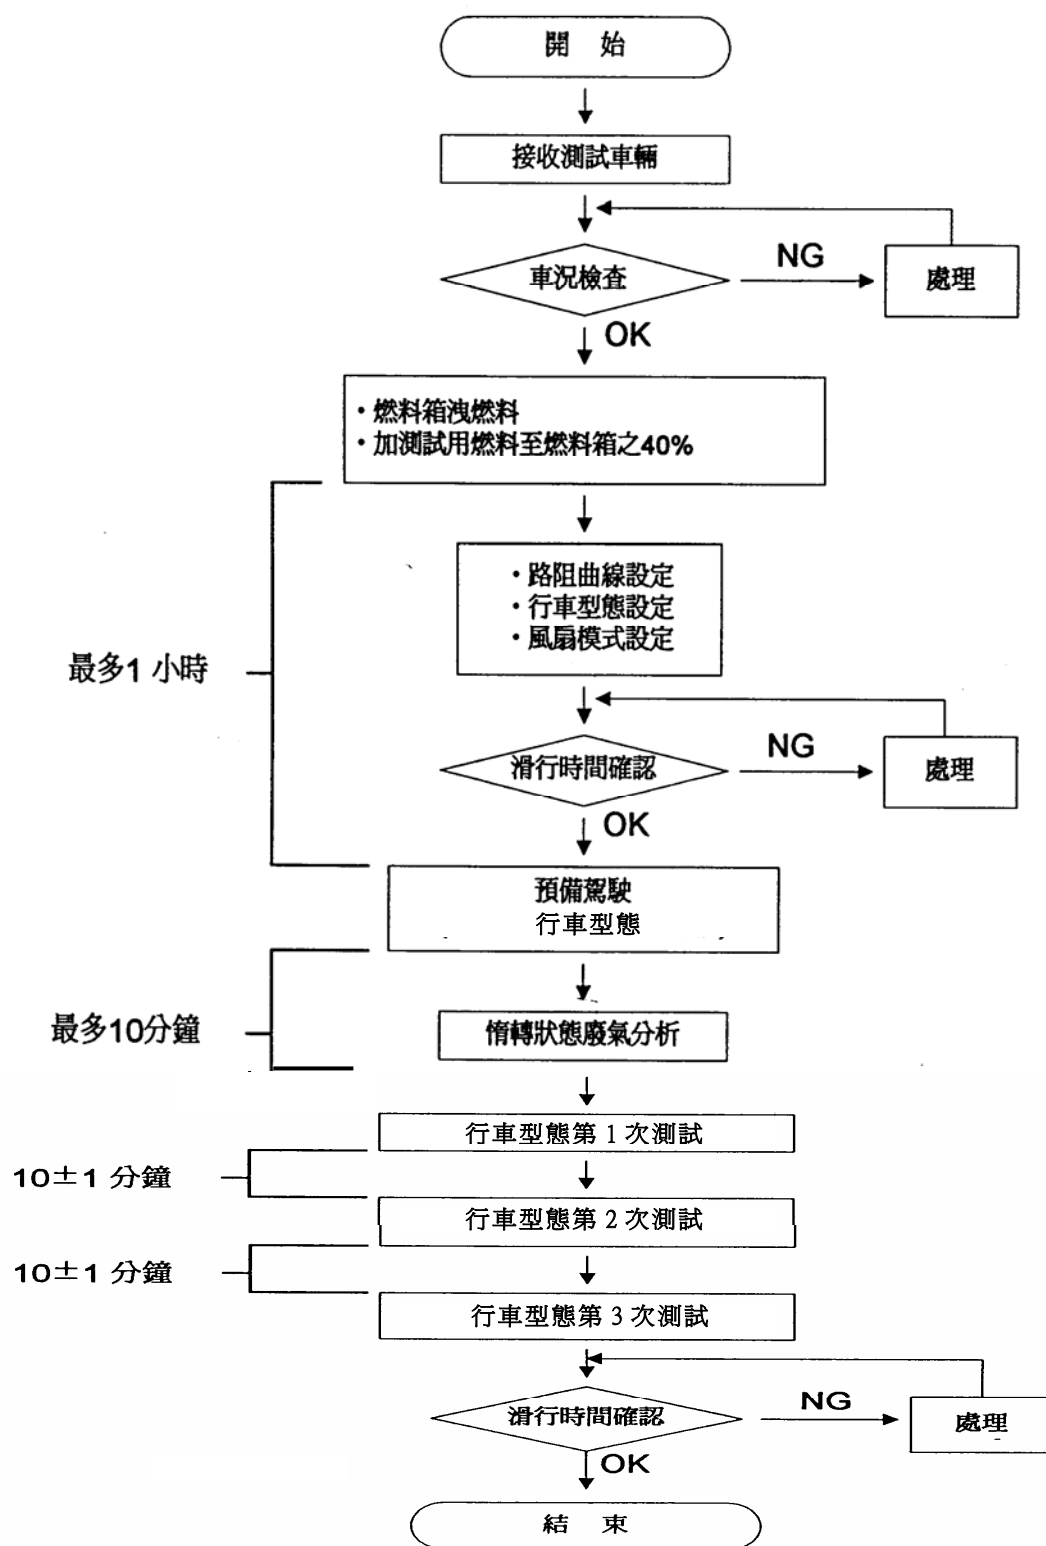 開 始
接收測試車輛
車況檢查
NG
處理
OK
・燃料箱洩燃料
・加測試用燃料至燃料箱之40%
・路阻曲線設定
・行車型態設定
・風扇模式設定
最多1 小時
滑行時間確認
NG
處理
OK
預備駕駛
行車型態
最多10分鐘
惰轉狀態廢氣分析
行車型態第 1 次測試
10±1 分鐘
行車型態第 2 次測試
10±1 分鐘
行車型態第 3 次測試
滑行時間確認
NG
處理
OK
結 束